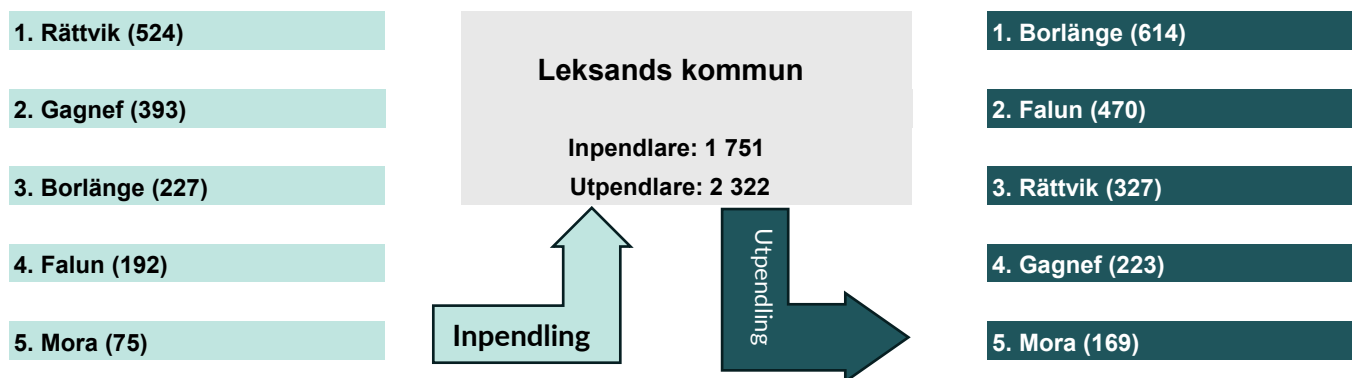 1. Rättvik (524)
2. Gagnef (393)
3. Borlänge (227)
4. Falun (192)
5. Mora (75)
Leksands kommun
Inpendlare: 1 751
Utpendlare: 2 322
Inpendling
Utpendling
1. Borlänge (614)
2. Falun (470)
3. Rättvik (327)
4. Gagnef (223)
5. Mora (169)